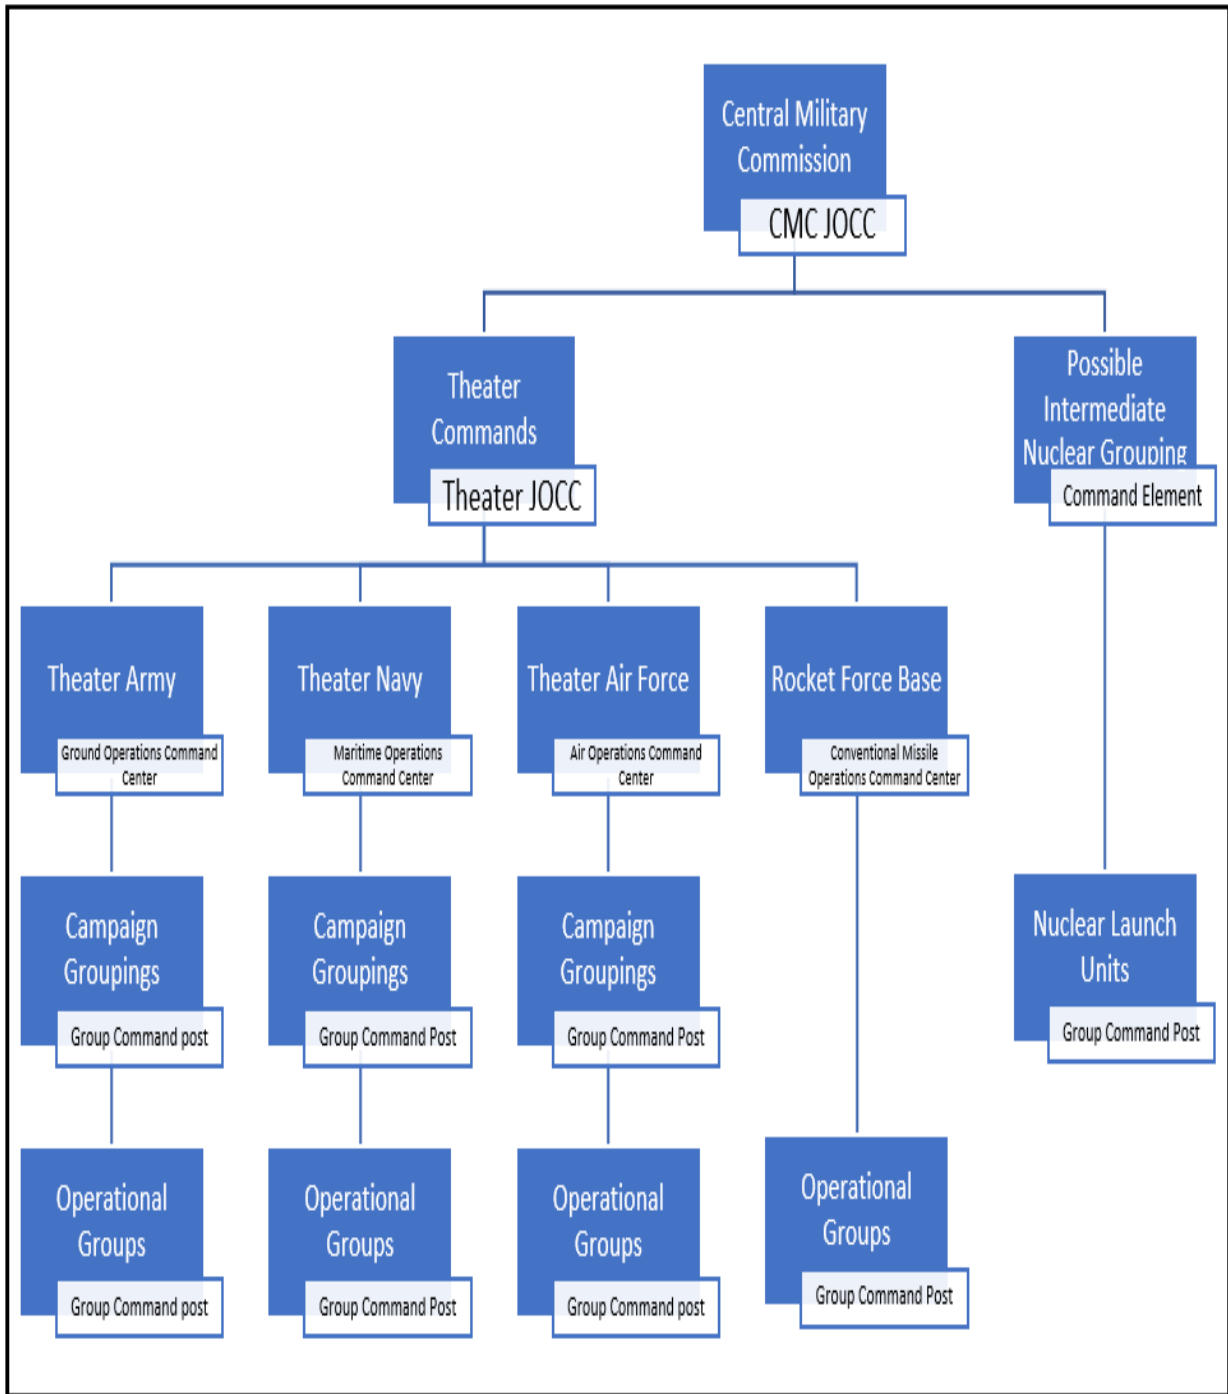 Central Military
Commission
CMC JOCC
Theater
Commands
Theater JOCC
Possible
Intermediate
Nuclear Grouping
Command Element
Theater Army
Ground Operations Command
Center
Theater Navy
Maritime Operations
Command Center
Theater Air Force
Air Operations Command
Center
Rocket Force Base
Conventional Missile
Operations Command Center
Campaign
Groupings
Group Command post
Campaign
Groupings
Group Command Post
Campaign
Groupings
Group Command Post
Nuclear Launch
Units
Group Command Post
Operational
Groups
Group Command post
Operational
Groups
Group Command Post
Operational
Groups
Group Command post
Operational
Groups
Group Command Post